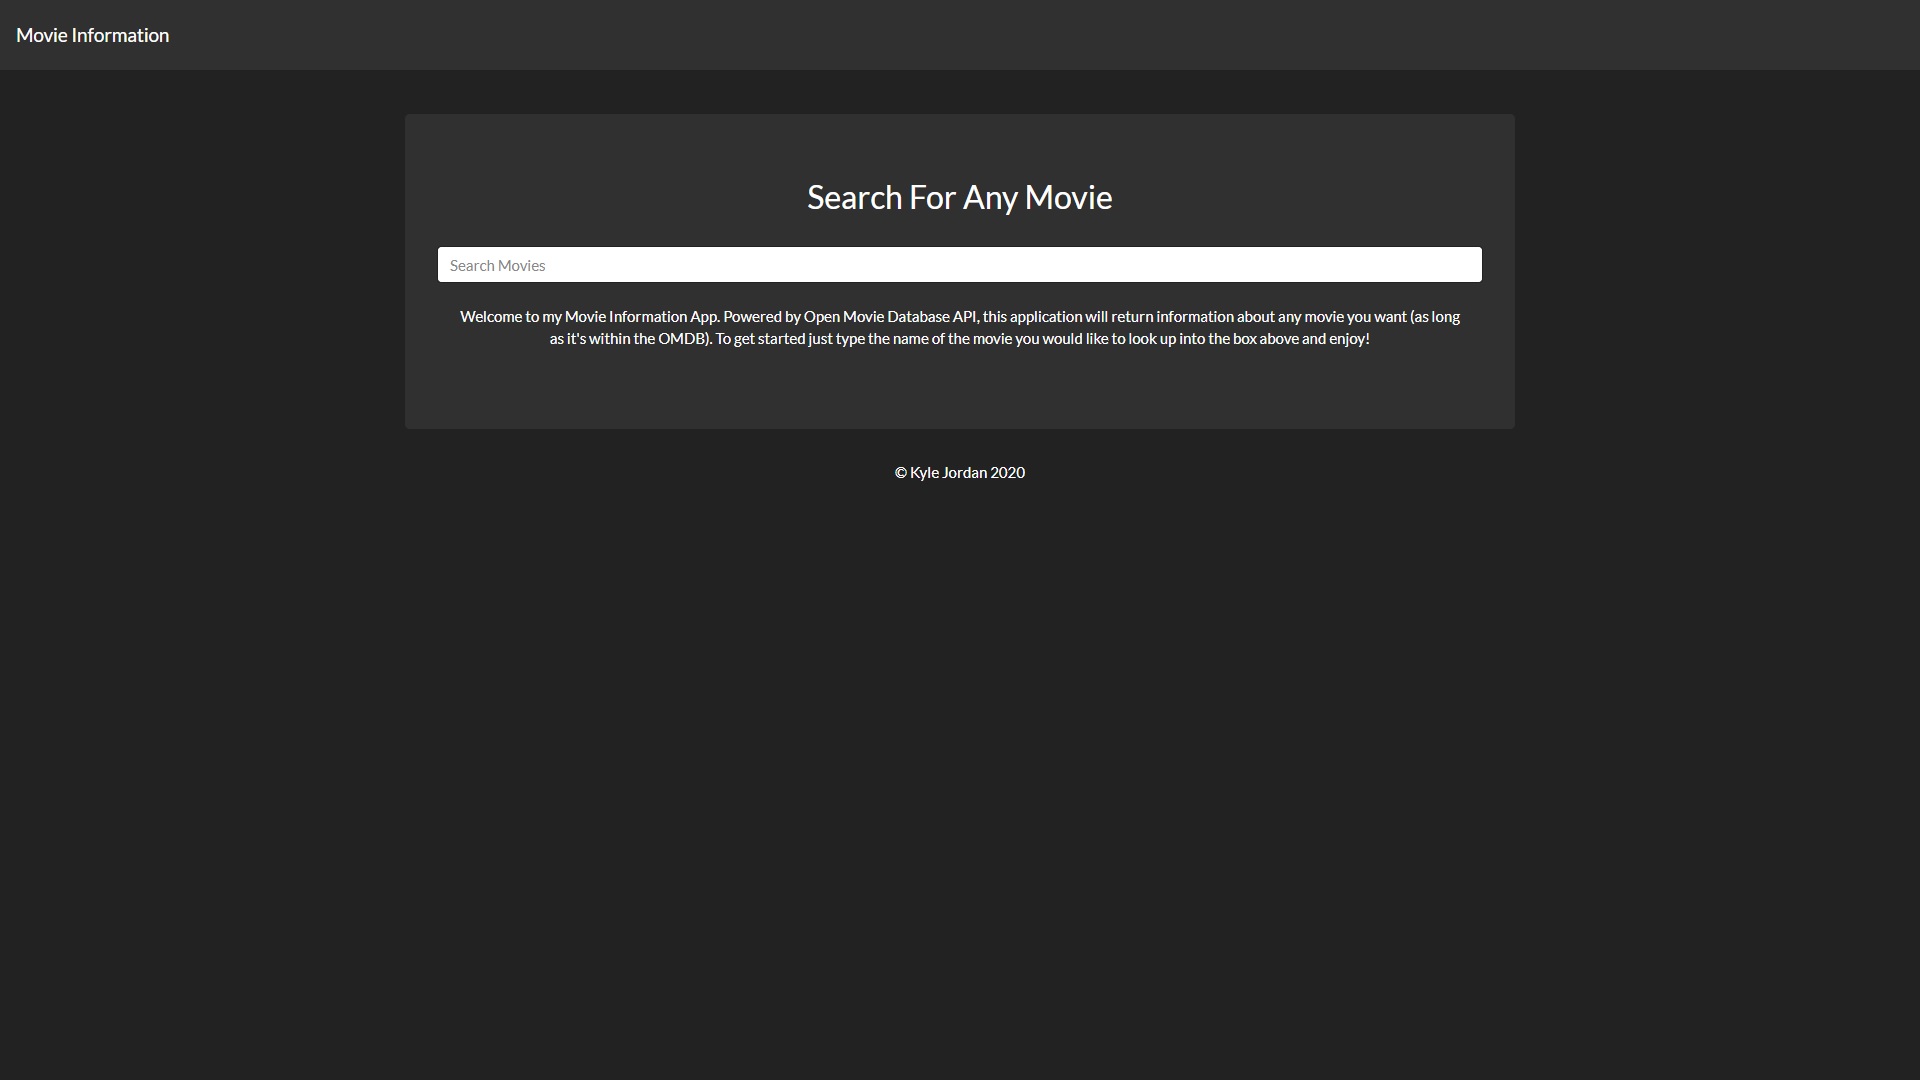 Movie Information
Search For Any Movie
Search Movies
Welcome to my Movie Information App. Powered by Open Movie Database API, this application will return information about any movie you want (as long
as it's within the OMDB). To get started just type the name of the movie you would like to look up into the box above and enjoy!
© Kyle Jordan 2020